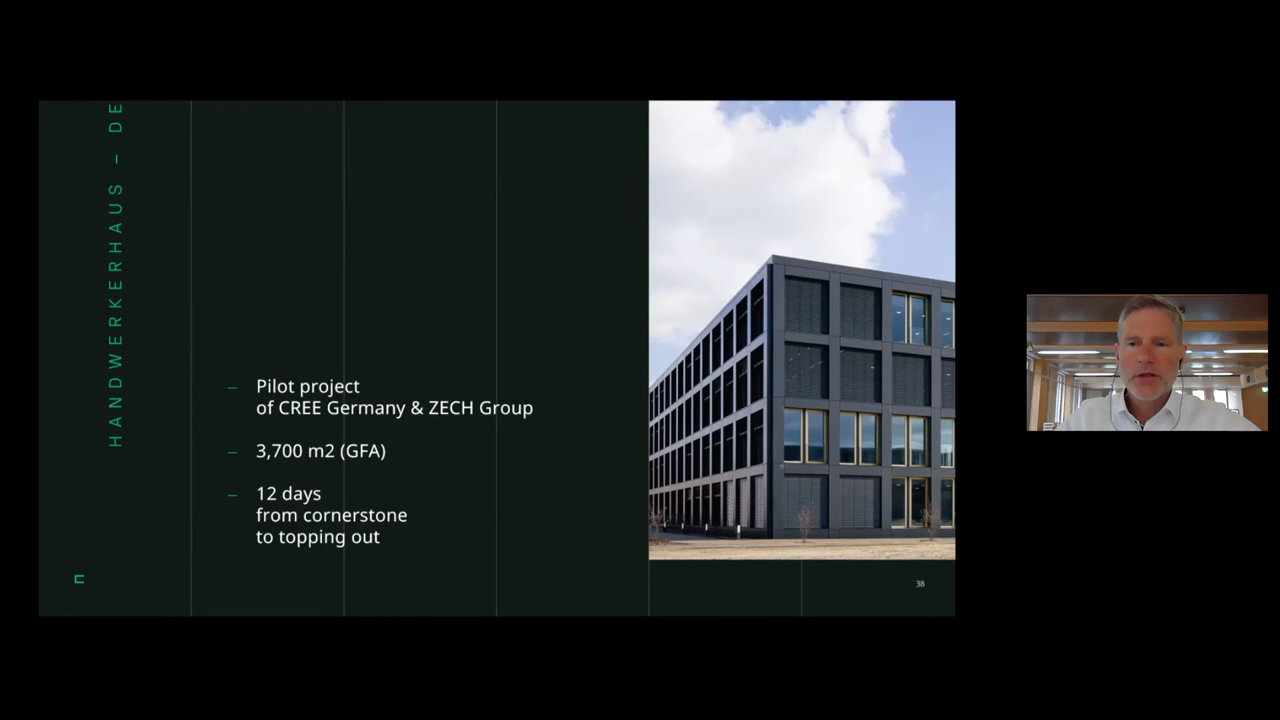 HANDWERKERHAUS – DE
– Pilot project
of CREE Germany & ZECH Group
– 3,700 m2 (GFA)
– 12 days
from cornerstone
to topping out
38